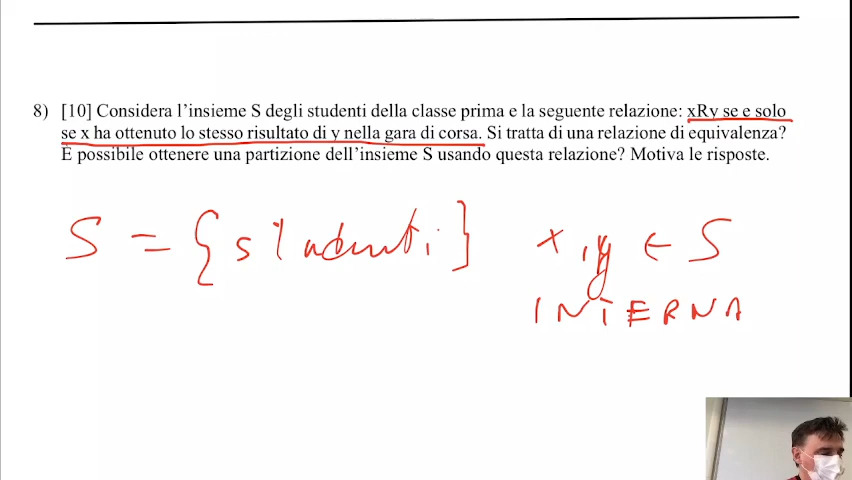 8) [10] Considera l'insieme S degli studenti della classe prima e la seguente relazione: xRy se e solo
se x ha ottenuto lo stesso risultato di y nella gara di corsa. Si tratta di una relazione di equivalenza?
È possibile ottenere una partizione dell'insieme S usando questa relazione? Motiva le risposte.
S = {studenti} x, y ∈ S
INTERNA